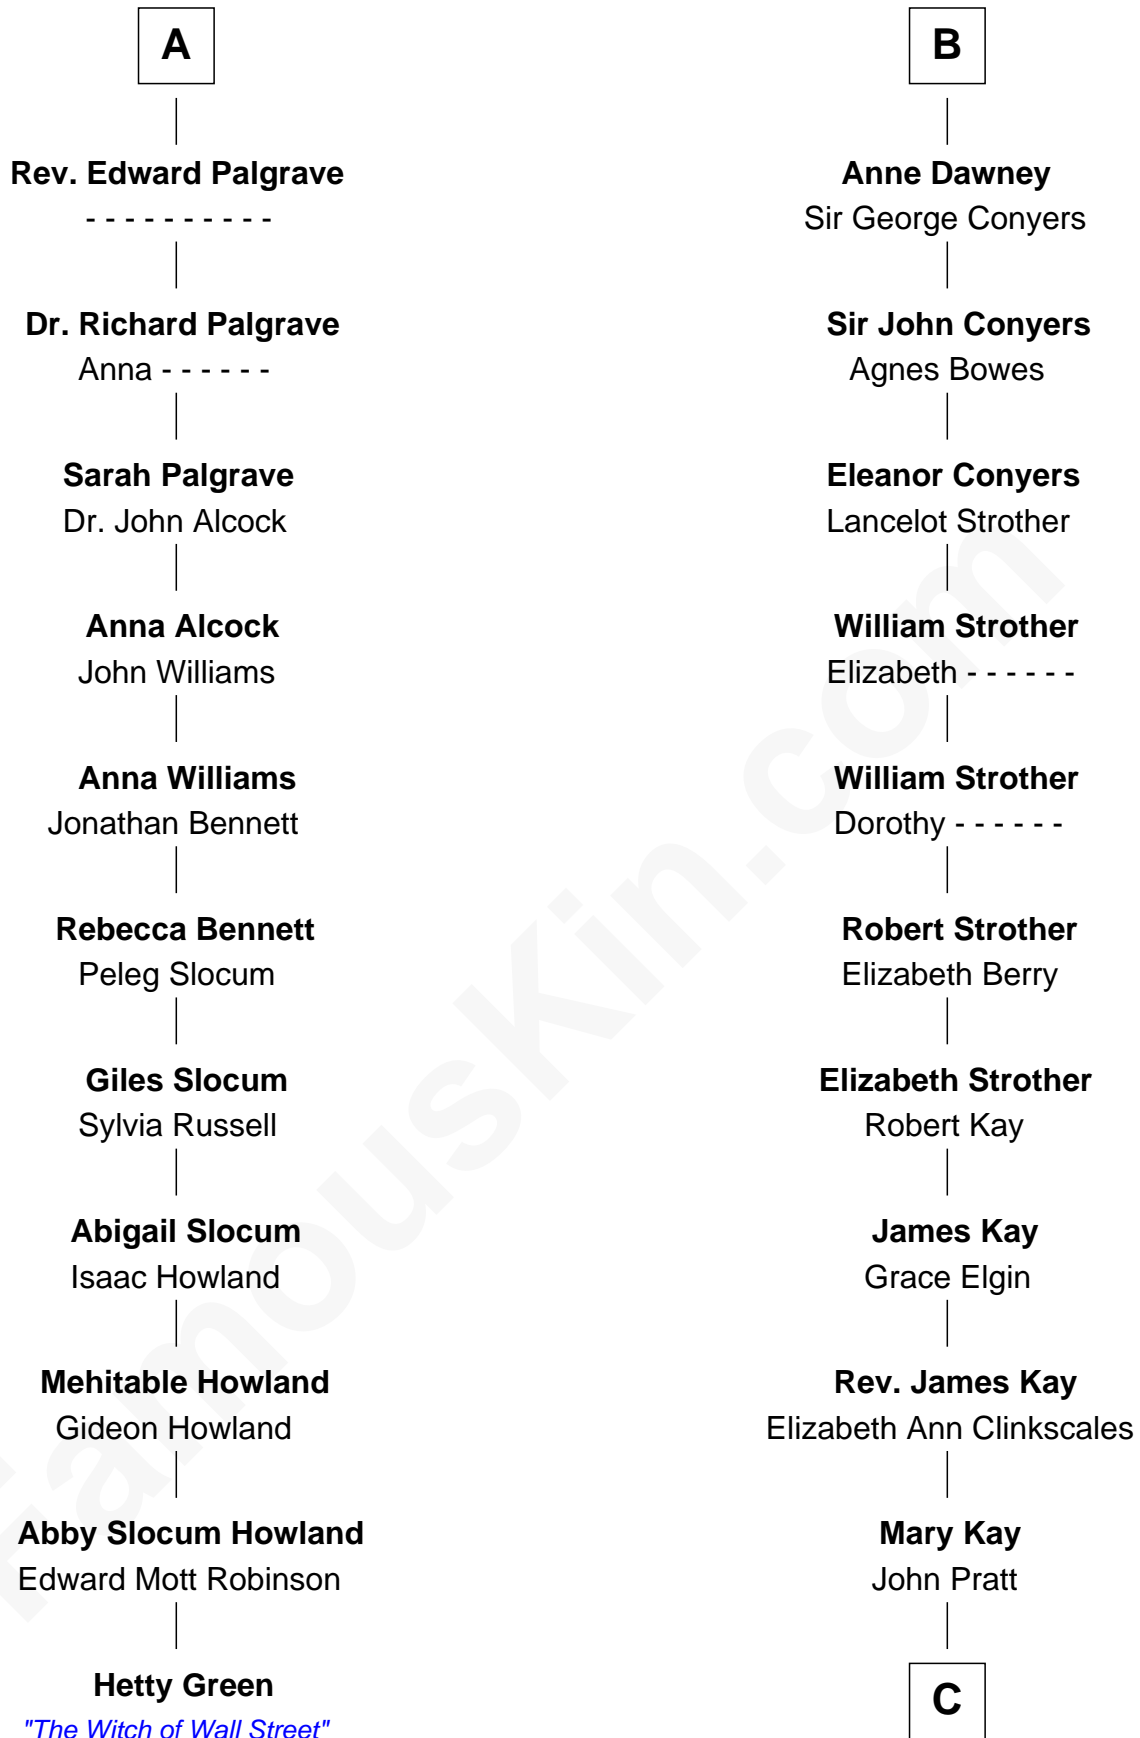 A
Rev. Edward Palgrave
- - - - - - - - - -
Dr. Richard Palgrave
Anna - - - - - -
Sarah Palgrave
Dr. John Alcock
Anna Alcock
John Williams
Anna Williams
Jonathan Bennett
Rebecca Bennett
Peleg Slocum
Giles Slocum
Sylvia Russell
Abigail Slocum
Isaac Howland
Mehitable Howland
Gideon Howland
Abby Slocum Howland
Edward Mott Robinson
Hetty Green
"The Witch of Wall Street"
B
Anne Dawney
Sir George Conyers
Sir John Conyers
Agnes Bowes
Eleanor Conyers
Lancelot Strother
William Strother
Elizabeth - - - - - -
William Strother
Dorothy - - - - - -
Robert Strother
Elizabeth Berry
Elizabeth Strother
Robert Kay
James Kay
Grace Elgin
Rev. James Kay
Elizabeth Ann Clinkscales
Mary Kay
John Pratt
C
FamousKin.com